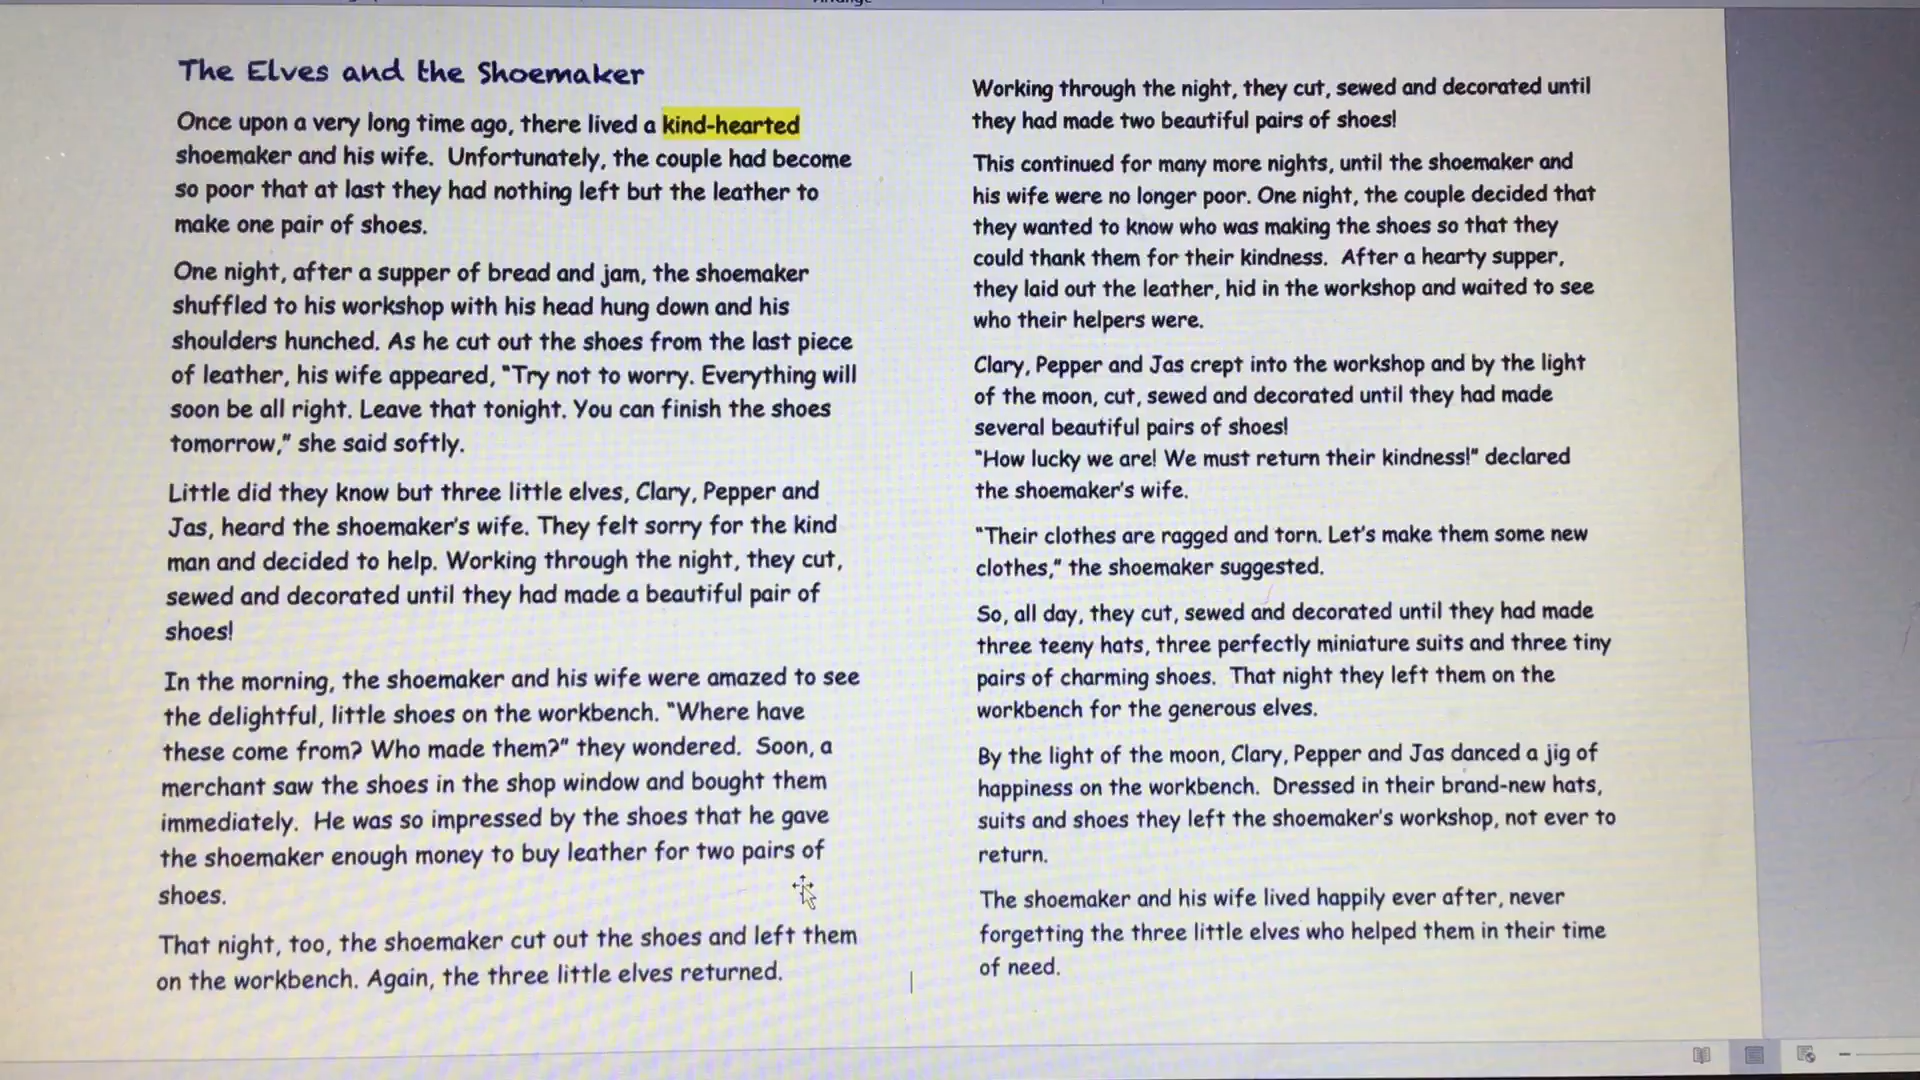 The Elves and the Shoemaker
Once upon a very long time ago, there lived a kind-hearted
shoemaker and his wife. Unfortunately, the couple had become
so poor that at last they had nothing left but the leather to
make one pair of shoes.
One night, after a supper of bread and jam, the shoemaker
shuffled to his workshop with his head hung down and his
shoulders hunched. As he cut out the shoes from the last piece
of leather, his wife appeared, "Try not to worry. Everything will
soon be all right. Leave that tonight. You can finish the shoes
tomorrow," she said softly.
Little did they know but three little elves, Clary, Pepper and
Jas, heard the shoemaker's wife. They felt sorry for the kind
man and decided to help. Working through the night, they cut,
sewed and decorated until they had made a beautiful pair of
shoes!
In the morning, the shoemaker and his wife were amazed to see
the delightful, little shoes on the workbench. "Where have
these come from? Who made them?" they wondered. Soon, a
merchant saw the shoes in the shop window and bought them
immediately. He was so impressed by the shoes that he gave
the shoemaker enough money to buy leather for two pairs of
shoes.
That night, too, the shoemaker cut out the shoes and left them
on the workbench. Again, the three little elves returned.
Working through the night, they cut, sewed and decorated until
they had made two beautiful pairs of shoes!
This continued for many more nights, until the shoemaker and
his wife were no longer poor. One night, the couple decided that
they wanted to know who was making the shoes so that they
could thank them for their kindness. After a hearty supper,
they laid out the leather, hid in the workshop and waited to see
who their helpers were.
Clary, Pepper and Jas crept into the workshop and by the light
of the moon, cut, sewed and decorated until they had made
several beautiful pairs of shoes!
"How lucky we are! We must return their kindness!" declared
the shoemaker's wife.
"Their clothes are ragged and torn. Let's make them some new
clothes," the shoemaker suggested.
So, all day, they cut, sewed and decorated until they had made
three teeny hats, three perfectly miniature suits and three tiny
pairs of charming shoes. That night they left them on the
workbench for the generous elves.
By the light of the moon, Clary, Pepper and Jas danced a jig of
happiness on the workbench. Dressed in their brand-new hats,
suits and shoes they left the shoemaker's workshop, not ever to
return.
The shoemaker and his wife lived happily ever after, never
forgetting the three little elves who helped them in their time
of need.